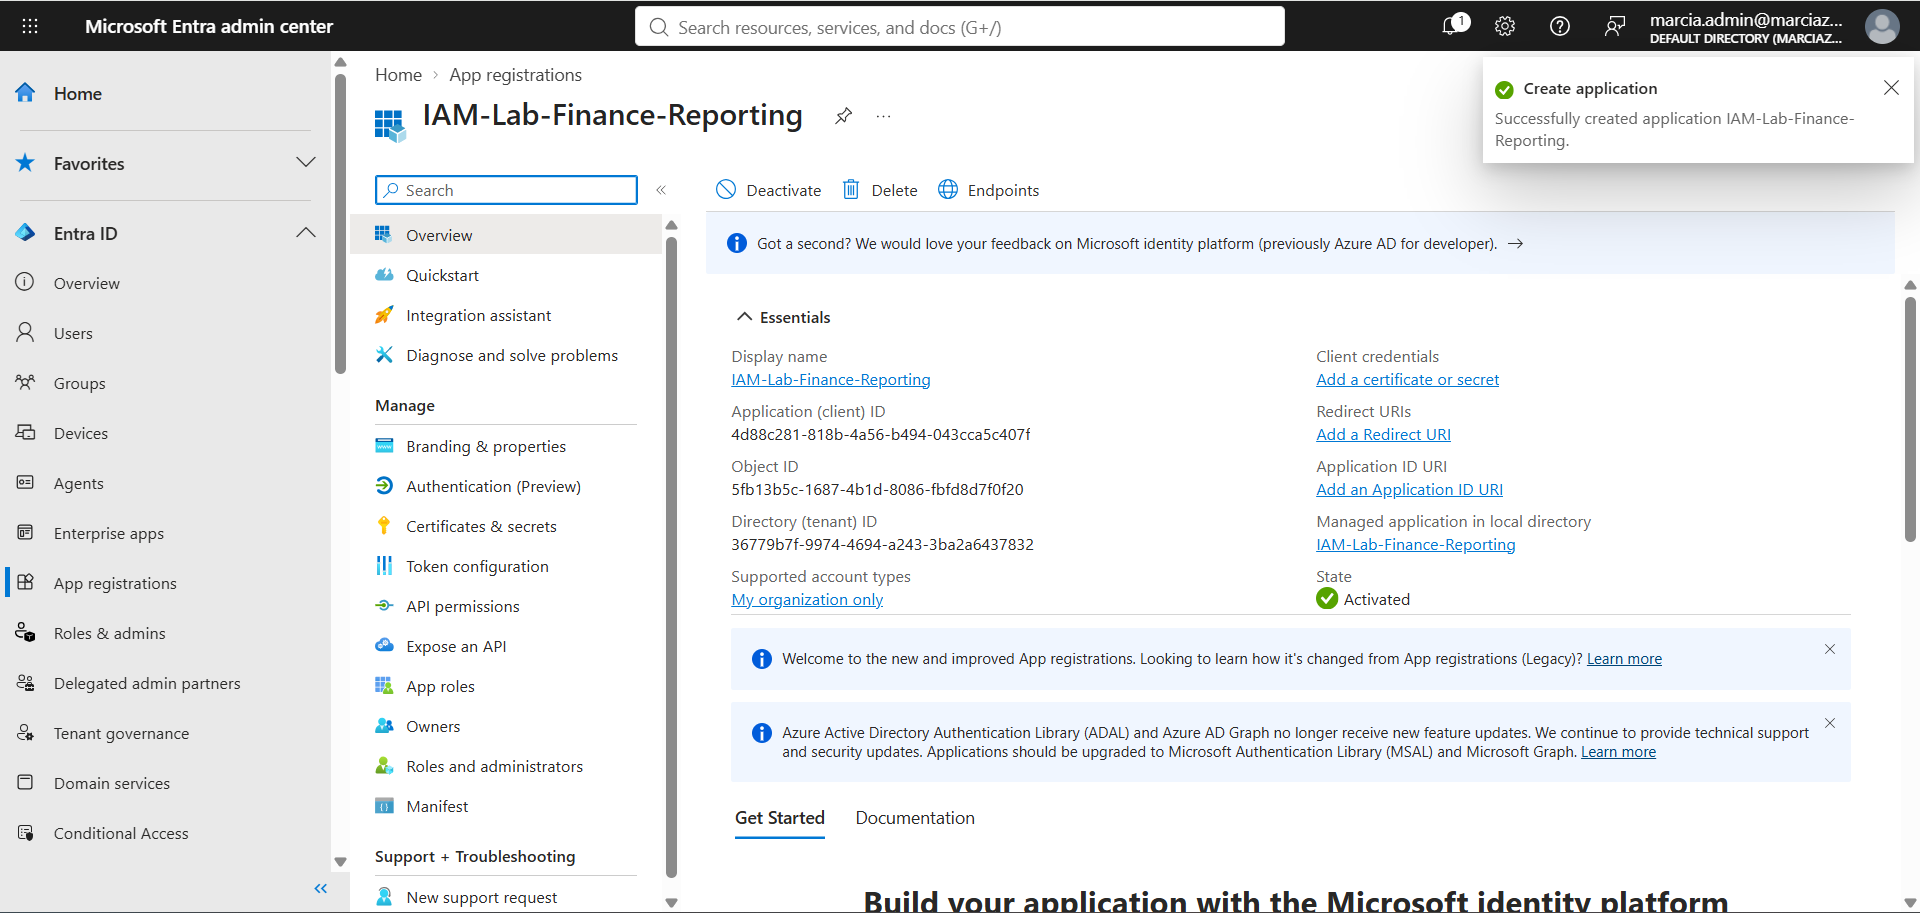 Microsoft Entra admin center
Search resources, services, and docs (G+/)
1
marcia.admin@marciaz...
DEFAULT DIRECTORY (MARCIAZ...
Home
Favorites
Entra ID
Overview
Users
Groups
Devices
Agents
Enterprise apps
App registrations
Roles & admins
Delegated admin partners
Tenant governance
Domain services
Conditional Access
Home
App registrations
IAM-Lab-Finance-Reporting
...
Create application
Successfully created application IAM-Lab-Finance-
Reporting.
Search
Overview
Quickstart
Integration assistant
Diagnose and solve problems
Manage
Branding & properties
Authentication (Preview)
Certificates & secrets
Token configuration
API permissions
Expose an API
App roles
Owners
Roles and administrators
Manifest
Support + Troubleshooting
New support request
Deactivate
Delete
Endpoints
Got a second? We would love your feedback on Microsoft identity platform (previously Azure AD for developer).
Essentials
Display name
IAM-Lab-Finance-Reporting
Application (client) ID
4d88c281-818b-4a56-b494-043cca5c407f
Object ID
5fb13b5c-1687-4b1d-8086-fbfd8d7f0f20
Directory (tenant) ID
36779b7f-9974-4694-a243-3ba2a6437832
Supported account types
My organization only
Client credentials
Add a certificate or secret
Redirect URIs
Add a Redirect URI
Application ID URI
Add an Application ID URI
Managed application in local directory
IAM-Lab-Finance-Reporting
State
Activated
Welcome to the new and improved App registrations. Looking to learn how it's changed from App registrations (Legacy)? Learn more
Azure Active Directory Authentication Library (ADAL) and Azure AD Graph no longer receive new feature updates. We continue to provide technical support
and security updates. Applications should be upgraded to Microsoft Authentication Library (MSAL) and Microsoft Graph. Learn more
Get Started
Documentation
Build your application with the Microsoft identity platform